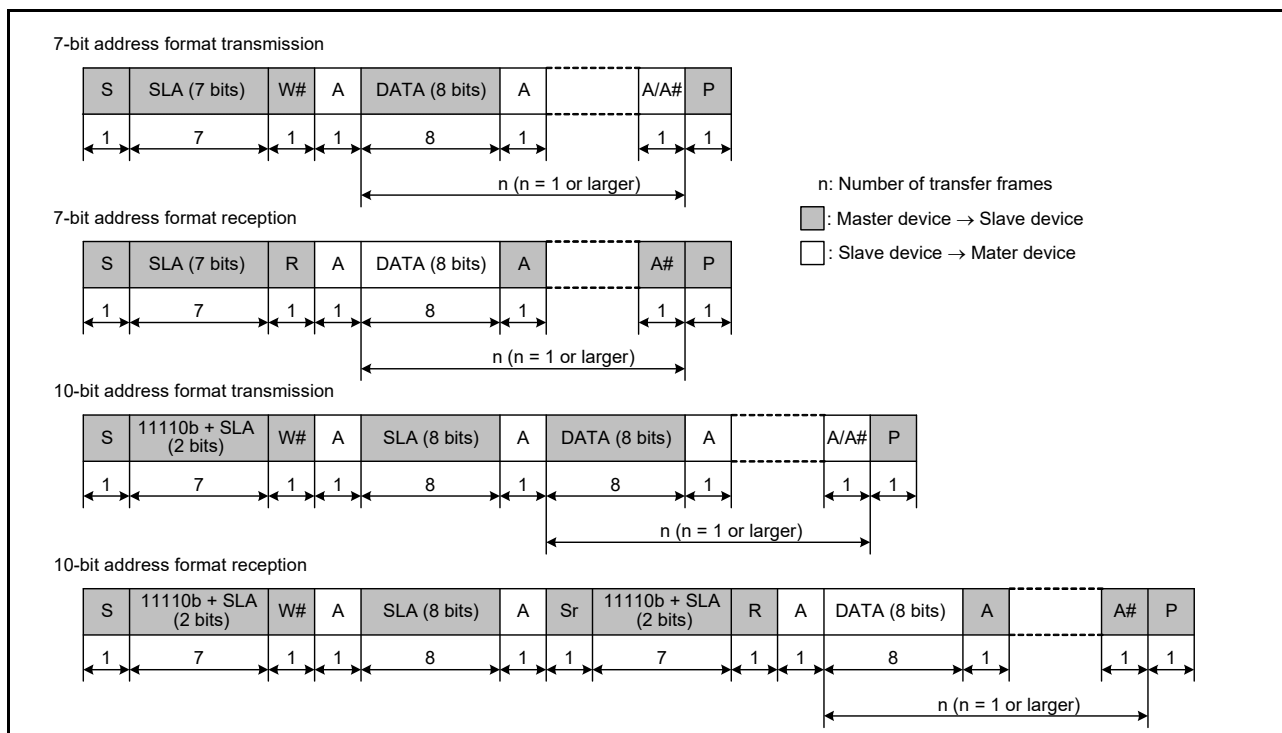 7-bit address format transmission
S SLA (7 bits) W# A DATA (8 bits) A A/A# P
1 7 1 1 8 1 1 1
n (n = 1 or larger)
n: Number of transfer frames
: Master device → Slave device
: Slave device → Mater device
7-bit address format reception
S SLA (7 bits) R A DATA (8 bits) A A# P
1 7 1 1 8 1 1 1
n (n = 1 or larger)
10-bit address format transmission
S 11110b + SLA (2 bits) W# A SLA (8 bits) A DATA (8 bits) A A/A# P
1 7 1 1 8 1 8 1 1 1
n (n = 1 or larger)
10-bit address format reception
S 11110b + SLA (2 bits) W# A SLA (8 bits) A Sr 11110b + SLA (2 bits) R A DATA (8 bits) A A# P
1 7 1 1 8 1 1 7 1 1 8 1 1 1
n (n = 1 or larger)